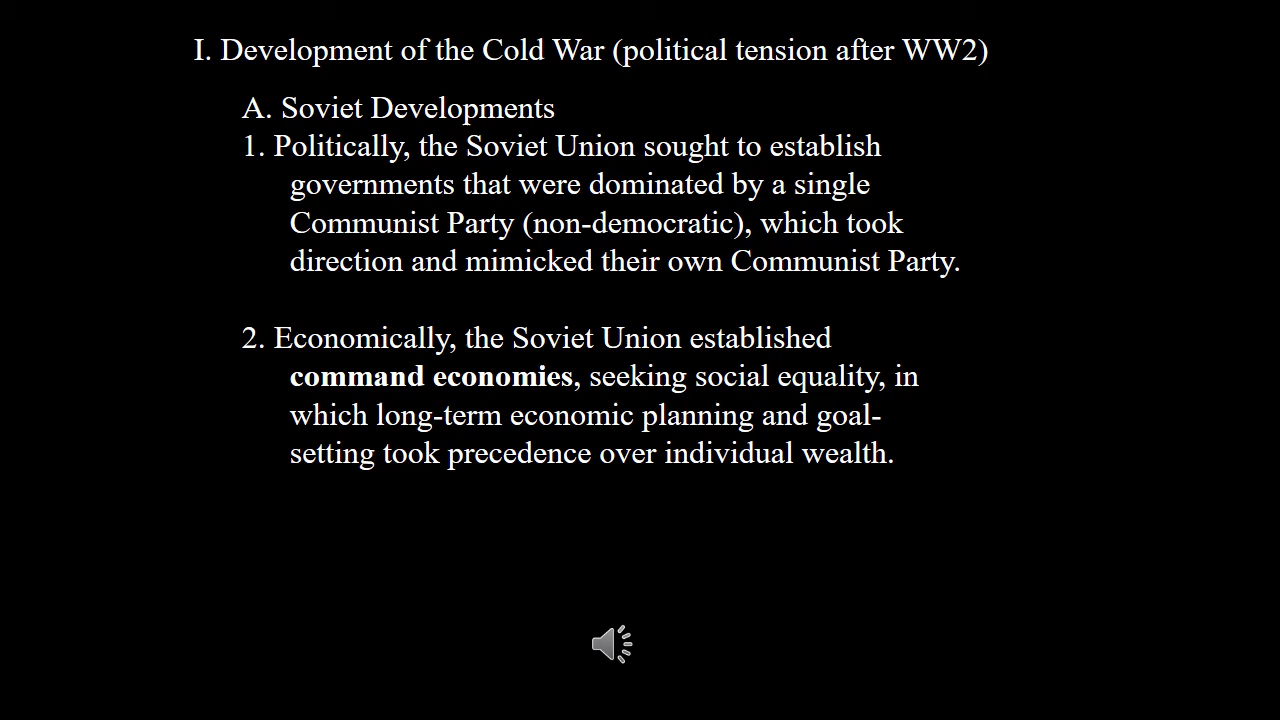 I. Development of the Cold War (political tension after WW2)
A. Soviet Developments
1. Politically, the Soviet Union sought to establish
governments that were dominated by a single
Communist Party (non-democratic), which took
direction and mimicked their own Communist Party.
2. Economically, the Soviet Union established
command economies, seeking social equality, in
which long-term economic planning and goal-
setting took precedence over individual wealth.